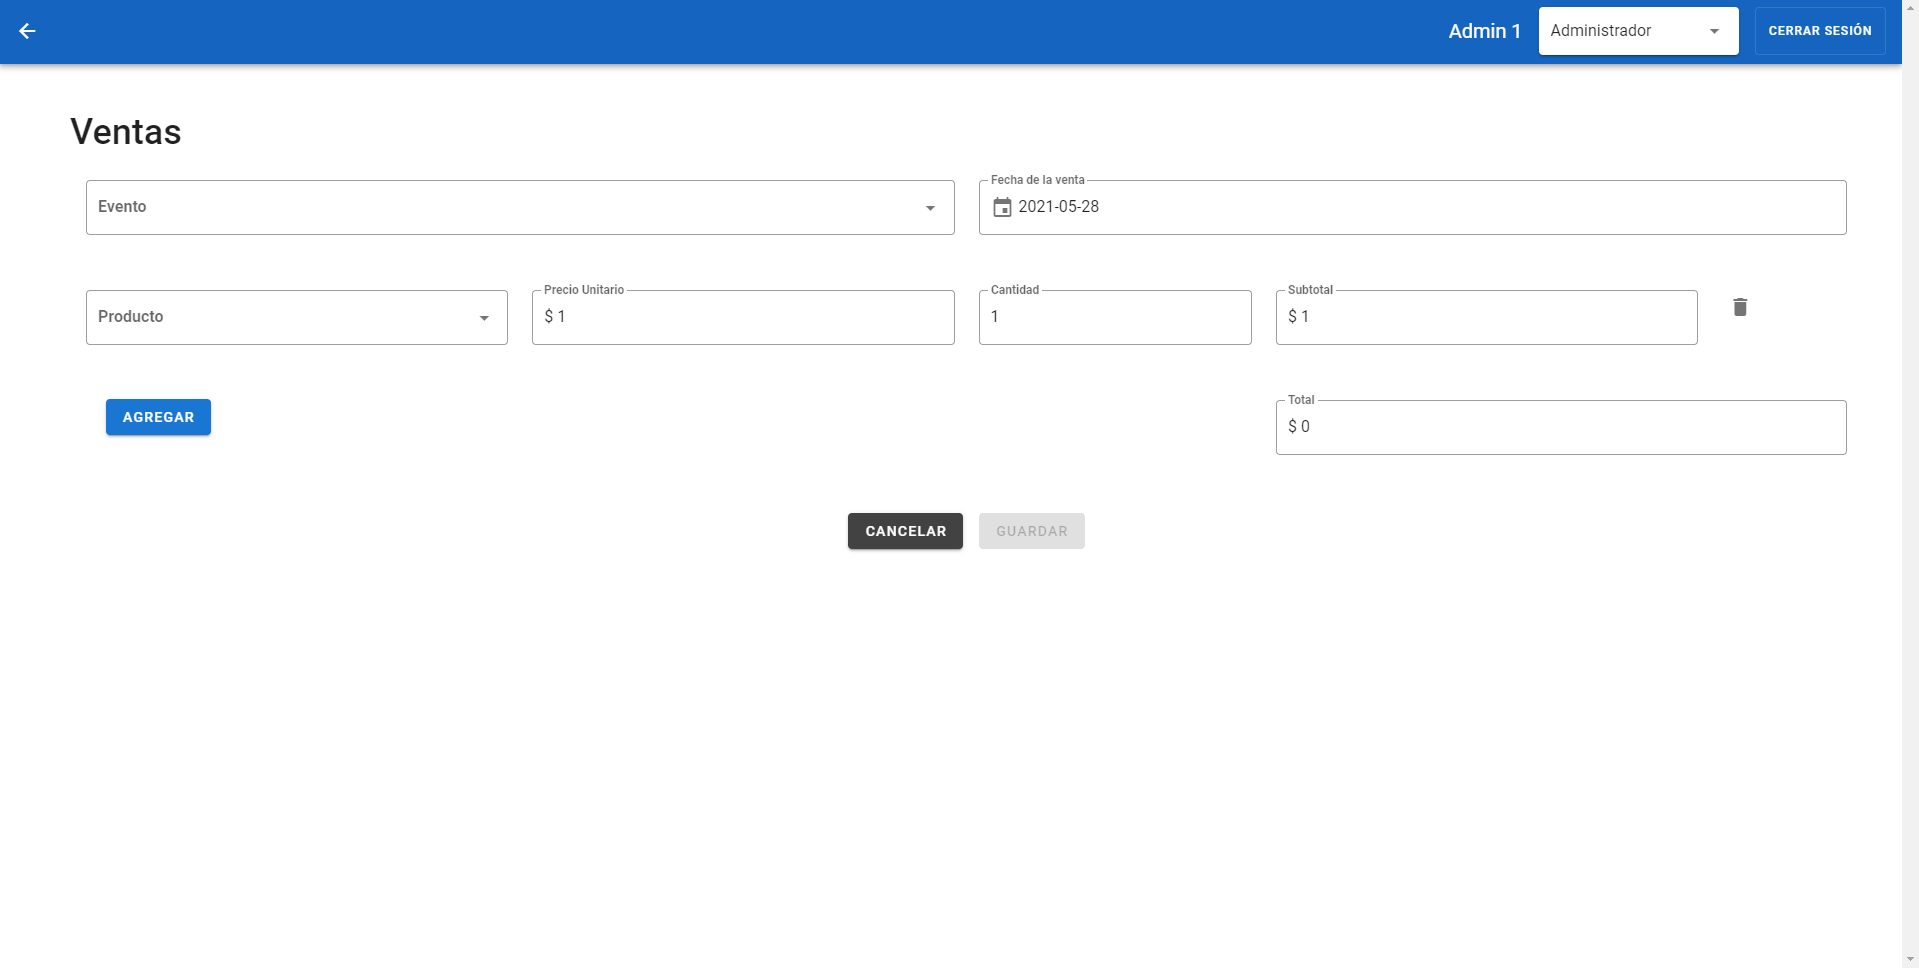 Admin 1
Administrador
CERRAR SESIÓN
Ventas
Evento
Fecha de la venta
2021-05-28
Producto
Precio Unitario
$ 1
Cantidad
1
Subtotal
$ 1
AGREGAR
Total
$ 0
CANCELAR
GUARDAR